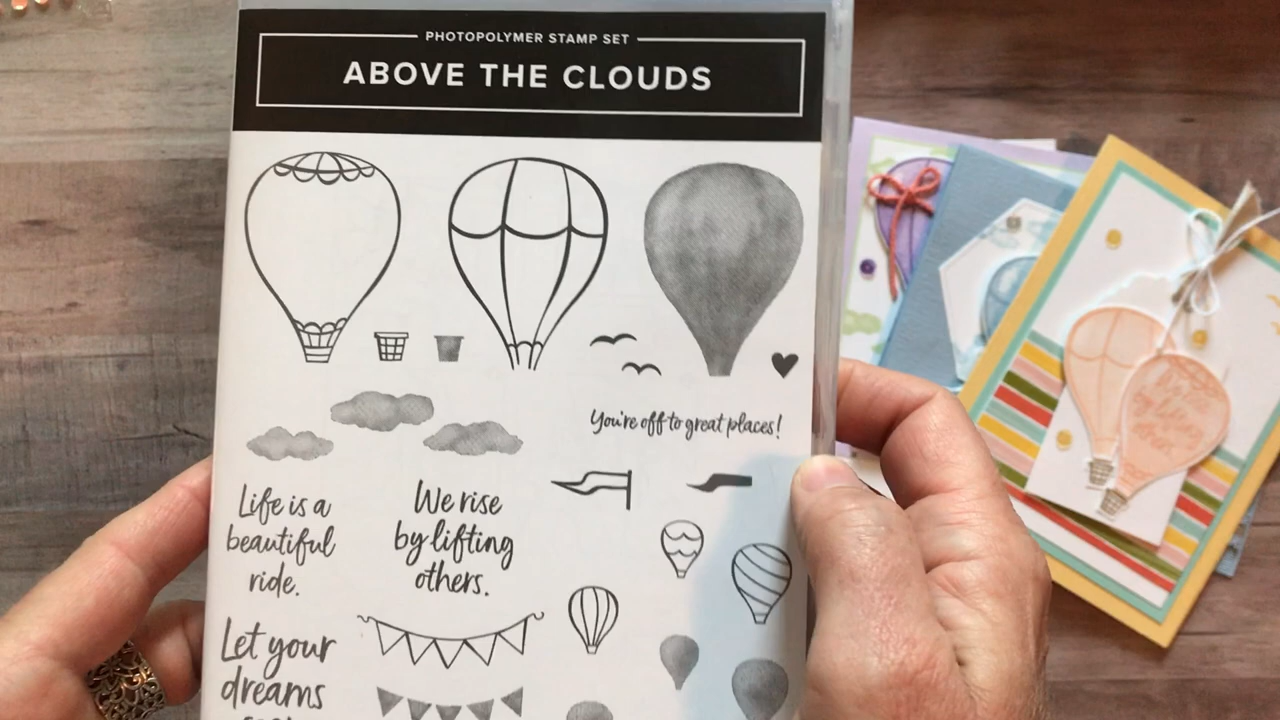 PHOTOPOLYMER STAMP SET
ABOVE THE CLOUDS
You're off to great places!
Life is a
beautiful
ride.
We rise
by lifting
others.
Let your
dreams